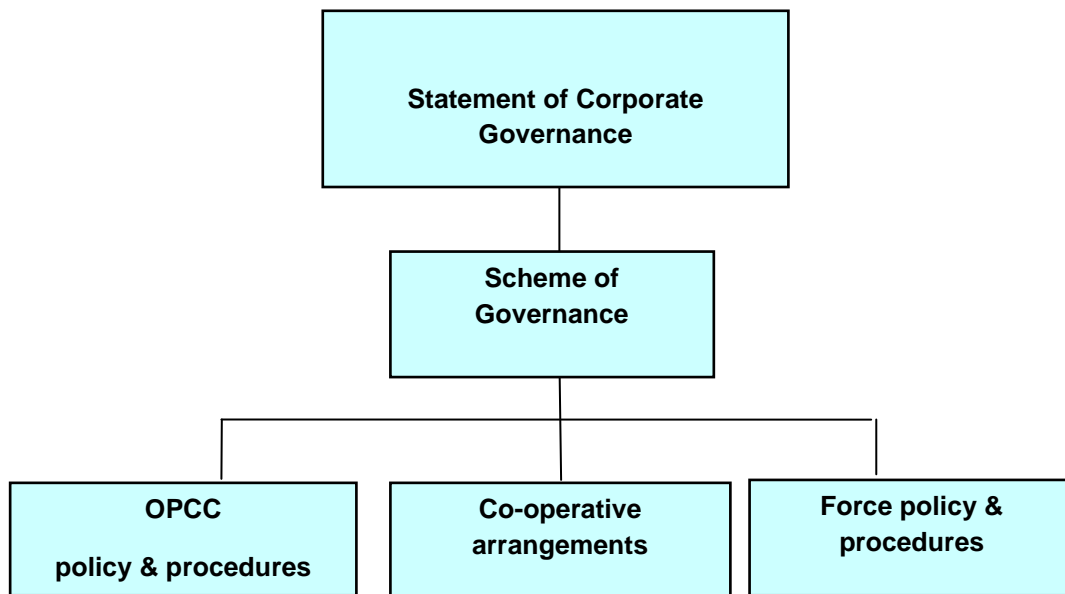 Statement of Corporate
Governance
Scheme of
Governance
OPCC
policy & procedures
Co-operative
arrangements
Force policy &
procedures